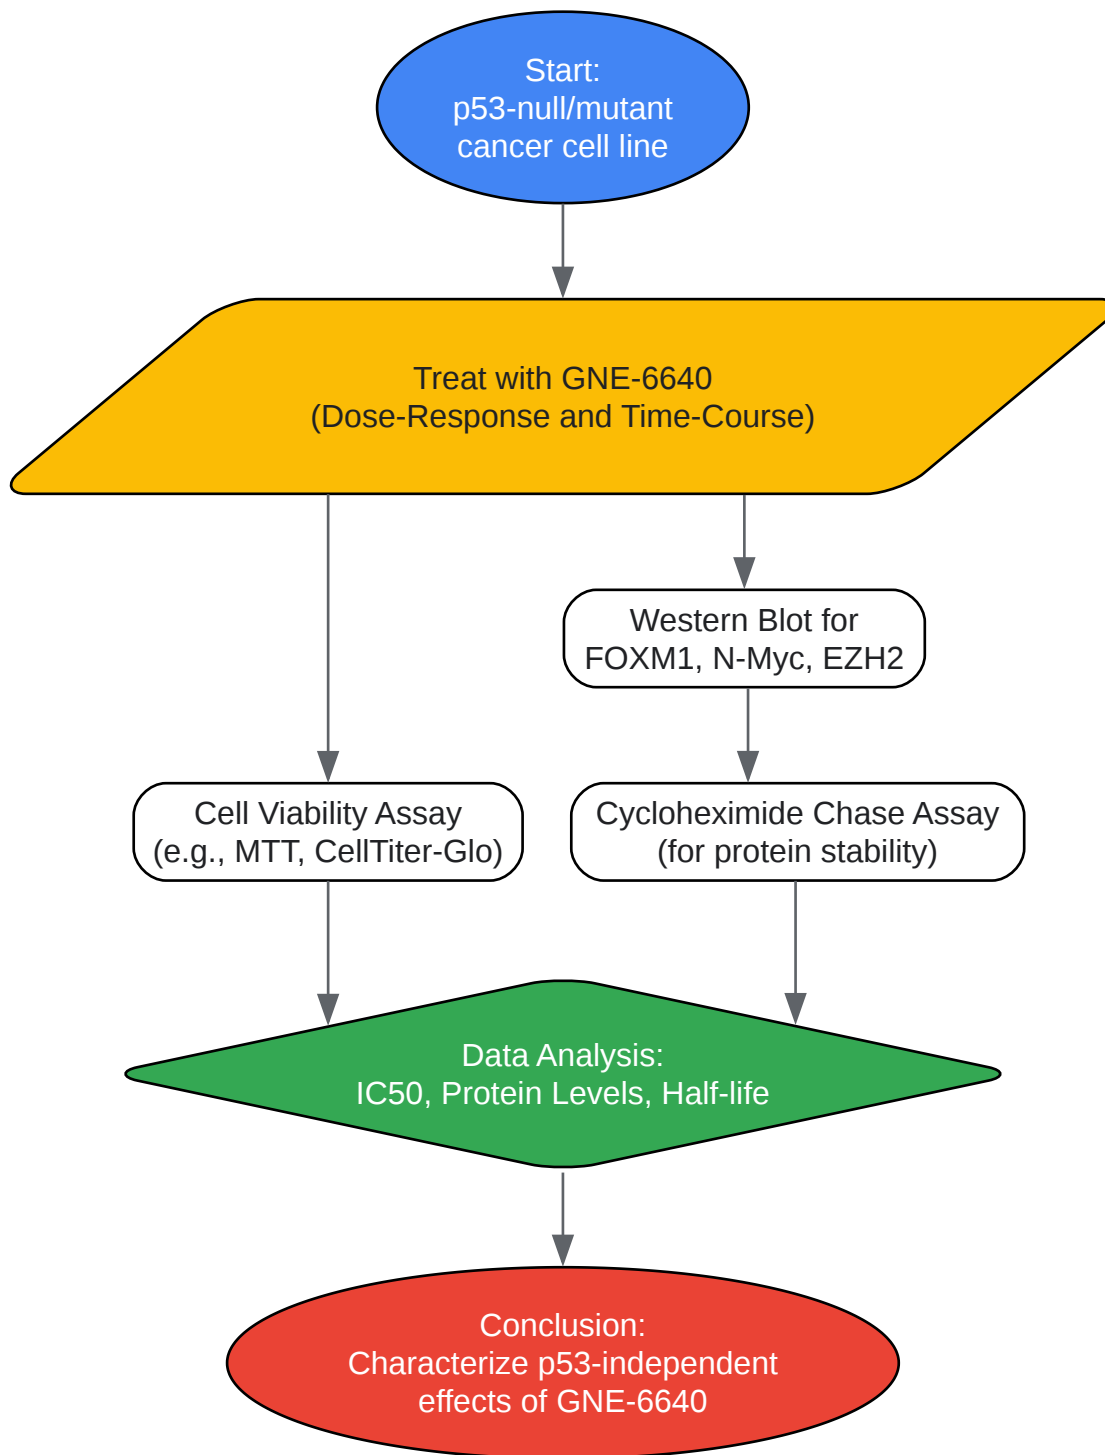 Start:
p53-null/mutant
cancer cell line
Treat with GNE-6640
(Dose-Response and Time-Course)
Western Blot for
FOXM1, N-Myc, EZH2
Cell Viability Assay
(e.g., MTT, CellTiter-Glo)
Cycloheximide Chase Assay
(for protein stability)
Data Analysis:
IC50, Protein Levels, Half-life
Conclusion:
Characterize p53-independent
effects of GNE-6640